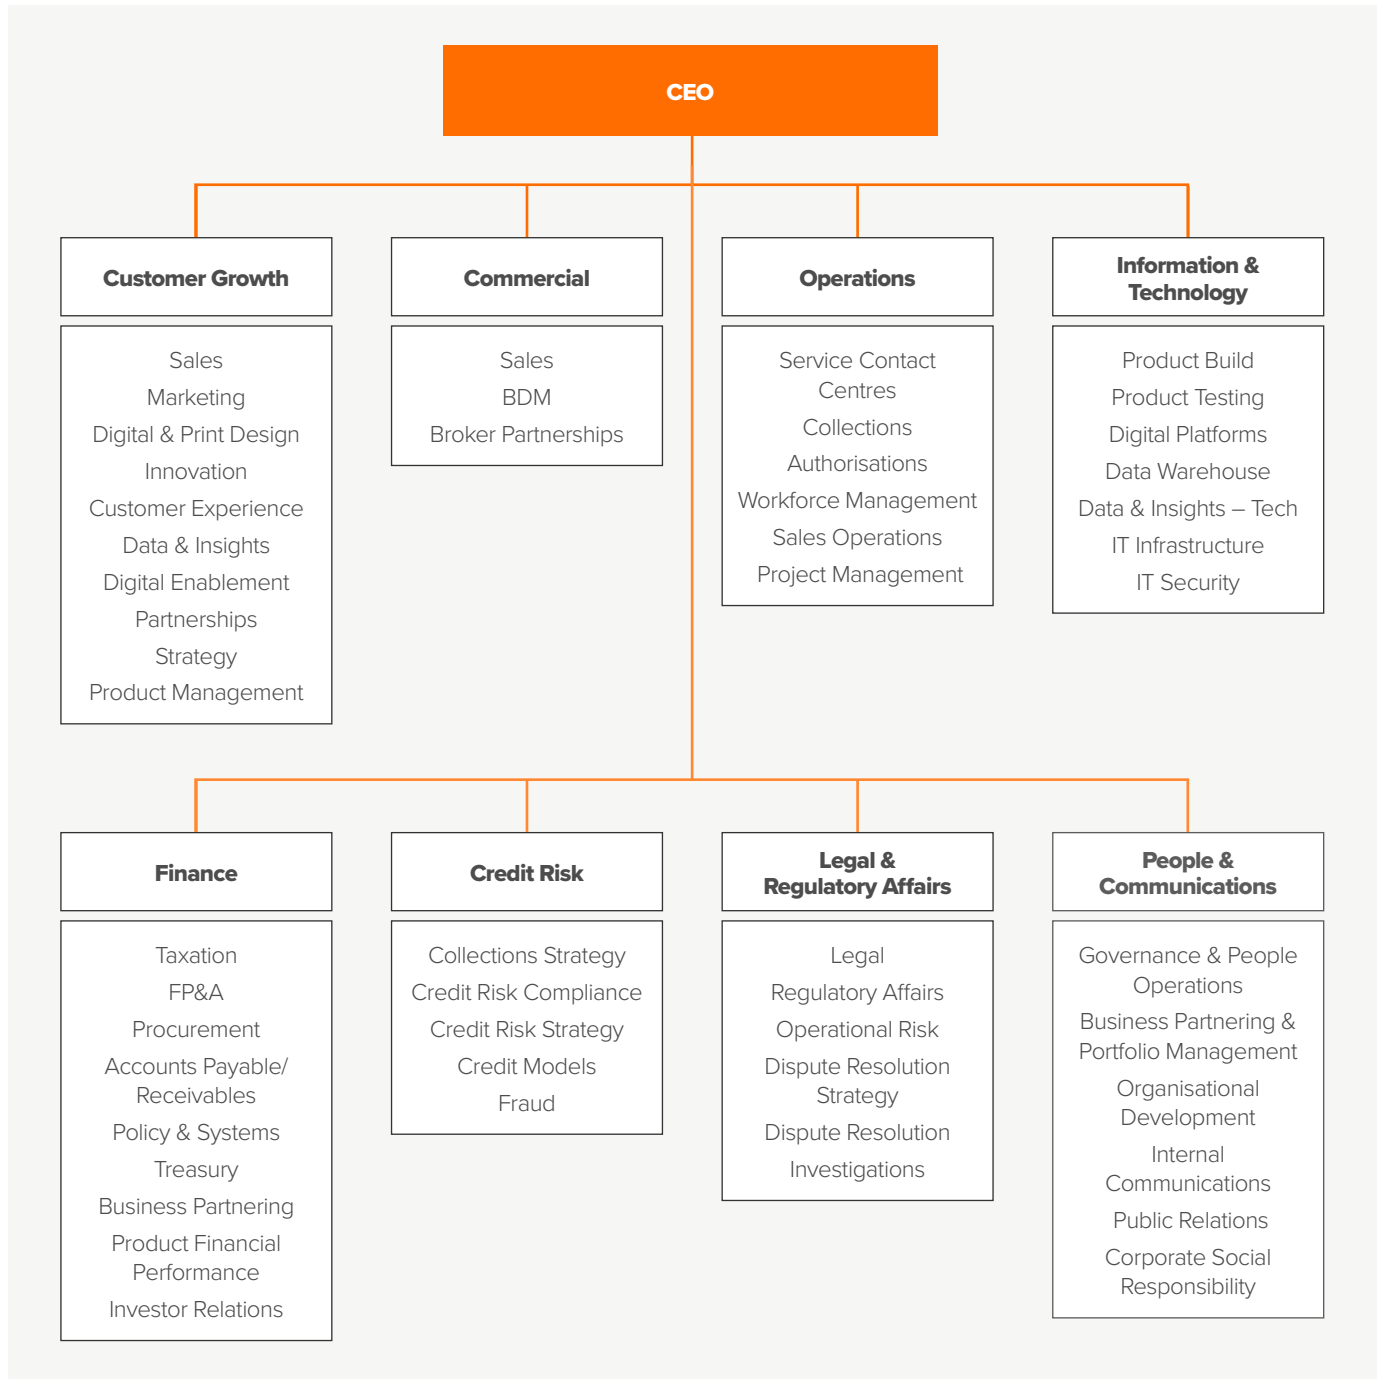 CEO
Customer Growth
Sales
Marketing
Digital & Print Design
Innovation
Customer Experience
Data & Insights
Digital Enablement
Partnerships
Strategy
Product Management
Commercial
Sales
BDM
Broker Partnerships
Operations
Service Contact
Centres
Collections
Authorisations
Workforce Management
Sales Operations
Project Management
Information &
Technology
Product Build
Product Testing
Digital Platforms
Data Warehouse
Data & Insights – Tech
IT Infrastructure
IT Security
Finance
Taxation
FP&A
Procurement
Accounts Payable/
Receivables
Policy & Systems
Treasury
Business Partnering
Product Financial
Performance
Investor Relations
Credit Risk
Collections Strategy
Credit Risk Compliance
Credit Risk Strategy
Credit Models
Fraud
Legal &
Regulatory Affairs
Legal
Regulatory Affairs
Operational Risk
Dispute Resolution
Strategy
Dispute Resolution
Investigations
People &
Communications
Governance & People
Operations
Business Partnering &
Portfolio Management
Organisational
Development
Internal
Communications
Public Relations
Corporate Social
Responsibility